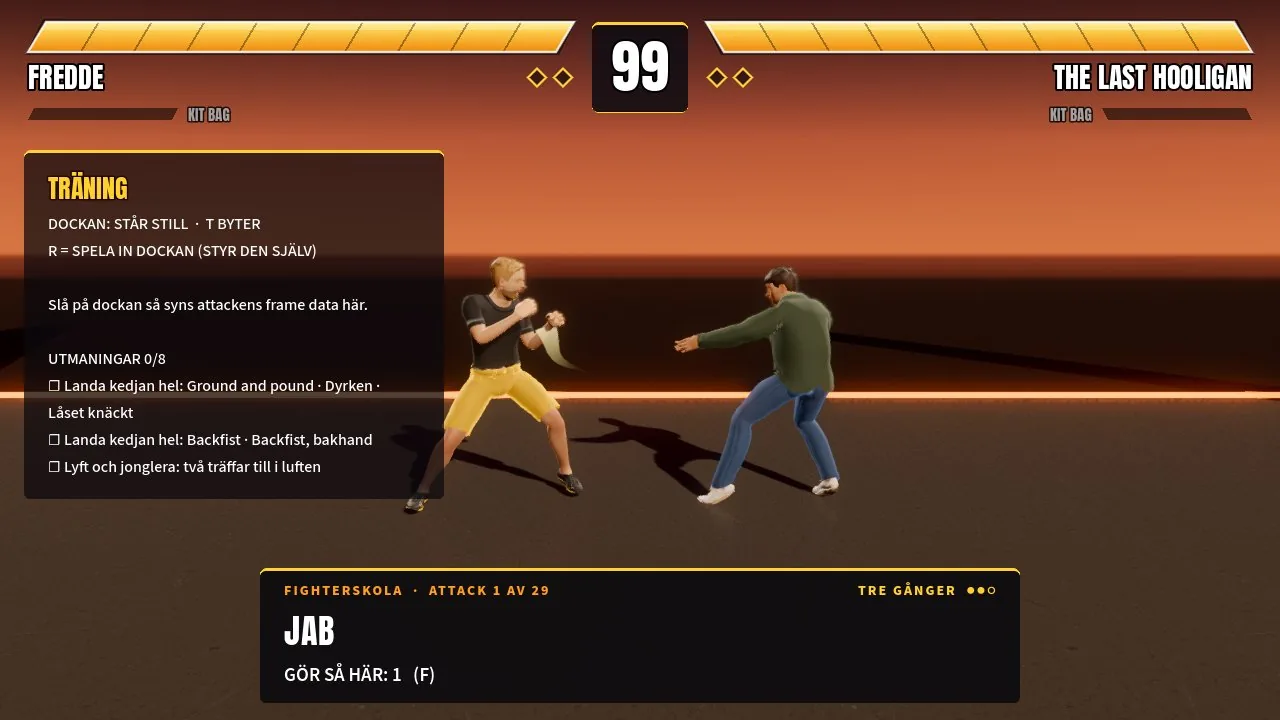 99
FREDDE
THE LAST HOOLIGAN
KIT BAG
KIT BAG
TRÄNING
DOCKAN: STÅR STILL · T BYTER
R = SPELA IN DOCKAN (STYR DEN SJÄLV)
Slå på dockan så syns attackens frame data här.
UTMANINGAR 0/8
☐ Landa kedjan hel: Ground and pound · Dyrken ·
Låset knäckt
☐ Landa kedjan hel: Backfist · Backfist, bakhand
☐ Lyft och jonglera: två träffar till i luften
FIGHTERSKOLA · ATTACK 1 AV 29
TRE GÅNGER ●●○
JAB
GÖR SÅ HÄR: 1 (F)